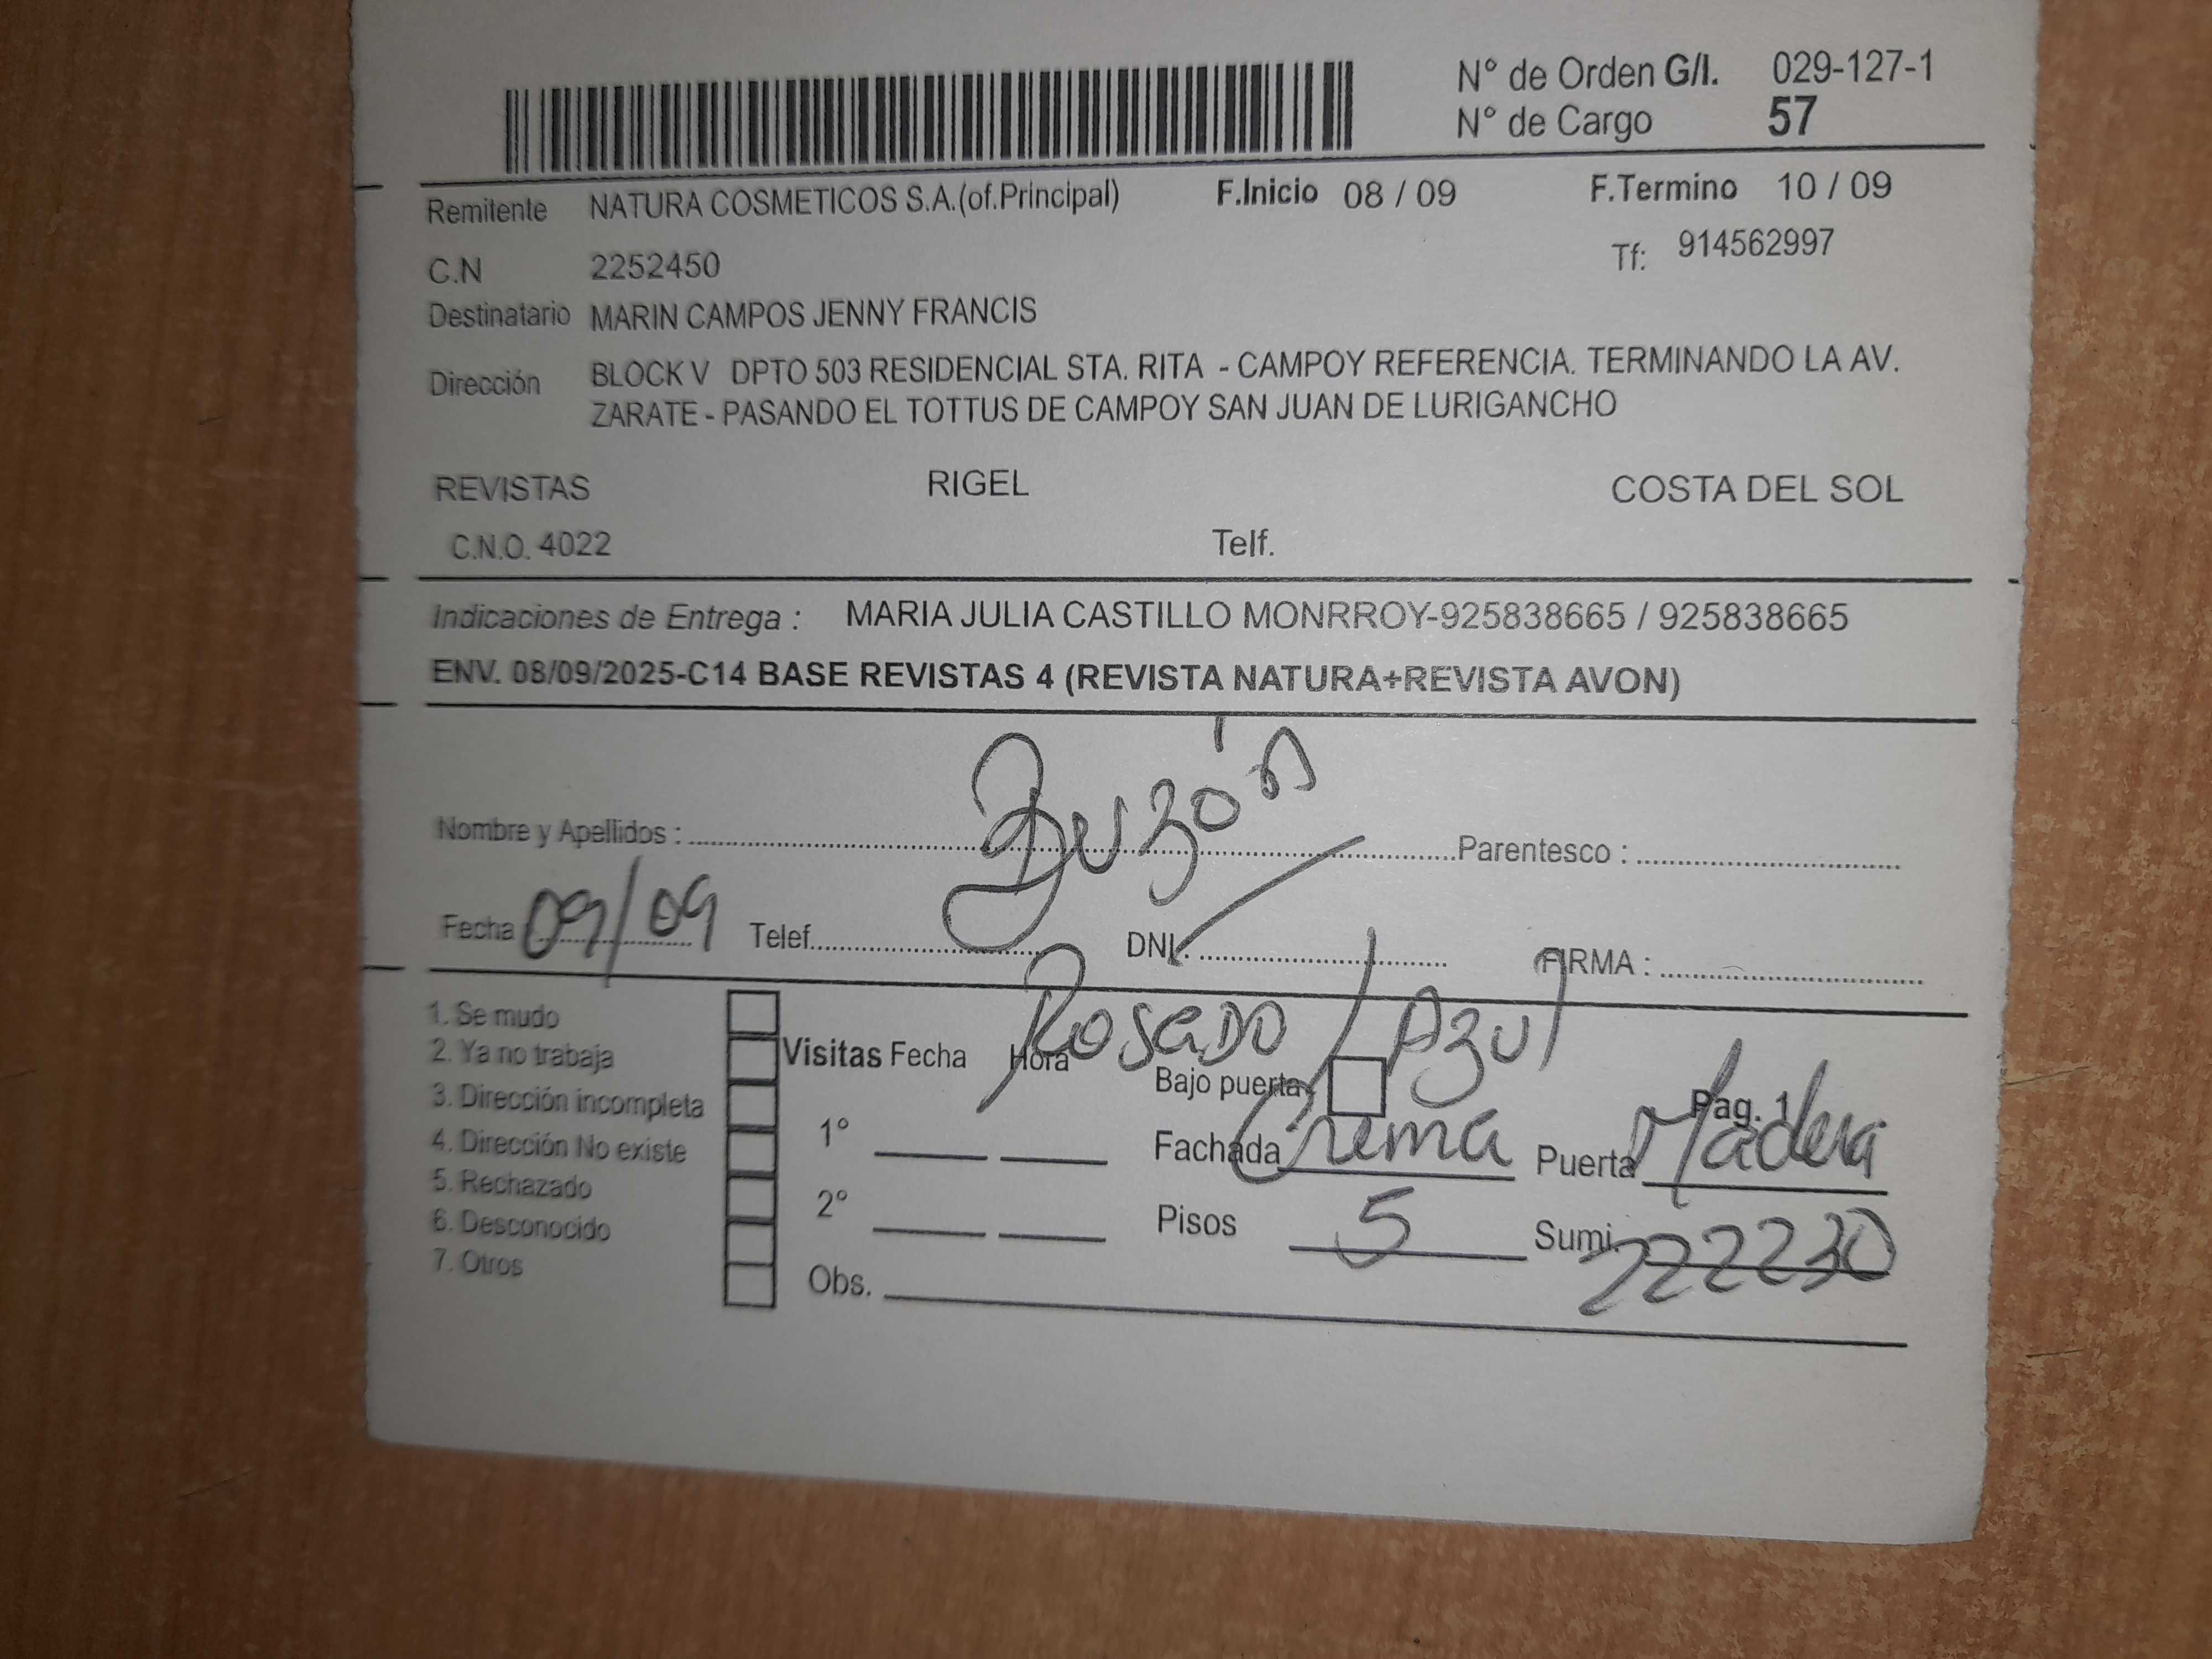 N° de Orden G/I. 029-127-1
N° de Cargo 57
Remitente NATURA COSMETICOS S.A.(of.Principal) F.Inicio 08 / 09 F.Termino 10 / 09
C.N 2252450 Tf: 914562997
Destinatario MARIN CAMPOS JENNY FRANCIS
Dirección BLOCK V DPTO 503 RESIDENCIAL STA. RITA - CAMPOY REFERENCIA. TERMINANDO LA AV.
ZARATE - PASANDO EL TOTTUS DE CAMPOY SAN JUAN DE LURIGANCHO
REVISTAS RIGEL COSTA DEL SOL
C.N.O. 4022 Telf.
Indicaciones de Entrega : MARIA JULIA CASTILLO MONRROY-925838665 / 925838665
ENV. 08/09/2025-C14 BASE REVISTAS 4 (REVISTA NATURA+REVISTA AVON)
Nombre y Apellidos : Buzón Parentesco :
Fecha 09/09 Telef. DNI. FIRMA :
Rosado / Azul
1. Se mudo
2. Ya no trabaja
3. Dirección incompleta
4. Dirección No existe
5. Rechazado
6. Desconocido
7. Otros
Visitas Fecha Hora
1°
2°
Obs.
Bajo puerta
Pag. 1
Fachada Crema Puerta Madera
Pisos 5 Sumi. 222230